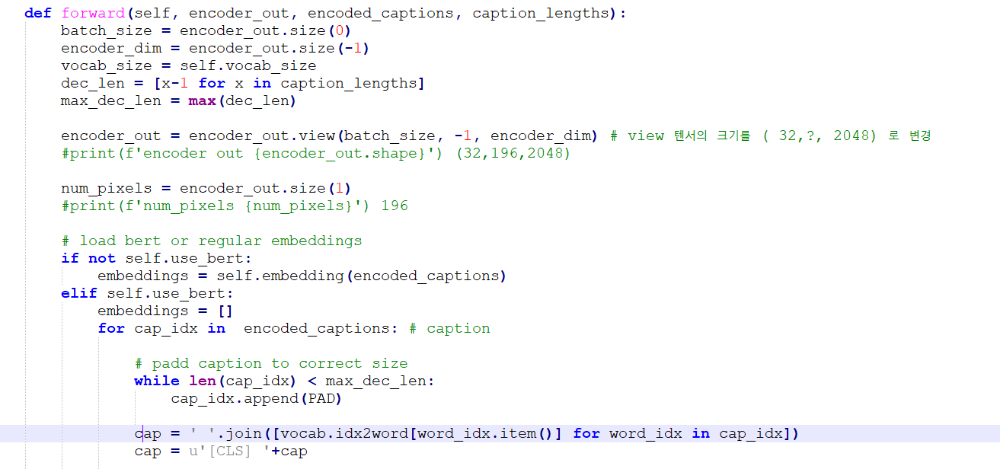 def forward(self, encoder_out, encoded_captions, caption_lengths):
batch_size = encoder_out.size(0)
encoder_dim = encoder_out.size(-1)
vocab_size = self.vocab_size
dec_len = [x-1 for x in caption_lengths]
max_dec_len = max(dec_len)
encoder_out = encoder_out.view(batch_size, -1, encoder_dim) # view 텐서의 크기를 ( 32,?, 2048) 로 변경
#print(f'encoder out {encoder_out.shape}') (32,196,2048)
num_pixels = encoder_out.size(1)
#print(f'num_pixels {num_pixels}') 196
# load bert or regular embeddings
if not self.use_bert:
embeddings = self.embedding(encoded_captions)
elif self.use_bert:
embeddings = []
for cap_idx in  encoded_captions: # caption
# padd caption to correct size
while len(cap_idx) < max_dec_len:
cap_idx.append(PAD)
cap = ' '.join([vocab.idx2word[word_idx.item()] for word_idx in cap_idx])
cap = u'[CLS] '+cap